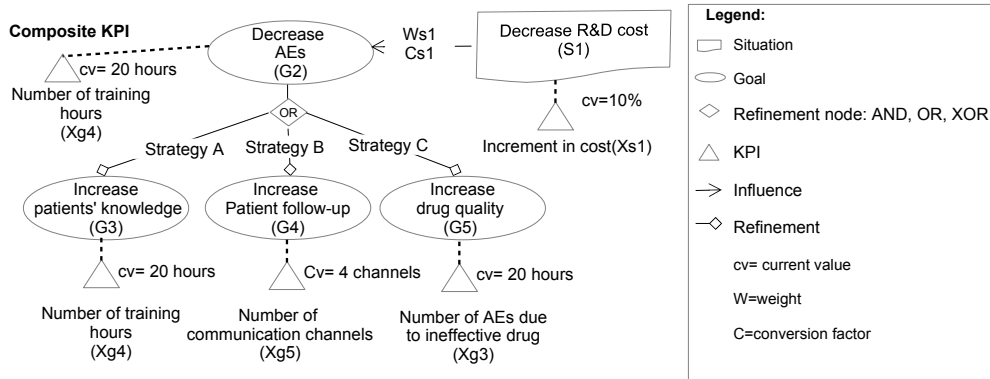 Composite KPI
cv= 20 hours
Number of training
hours
(Xg4)
Decrease
AEs
(G2)
Ws1
Cs1
Decrease R&D cost
(S1)
cv=10%
Increment in cost(Xs1)
OR
Strategy A
Strategy B
Strategy C
Increase
patients' knowledge
(G3)
Increase
Patient follow-up
(G4)
Increase
drug quality
(G5)
cv= 20 hours
Cv= 4 channels
cv= 20 hours
Number of training
hours
(Xg4)
Number of
communication channels
(Xg5)
Number of AEs due
to ineffective drug
(Xg3)
Legend:
Situation
Goal
Refinement node: AND, OR, XOR
KPI
Influence
Refinement
cv= current value
W=weight
C=conversion factor